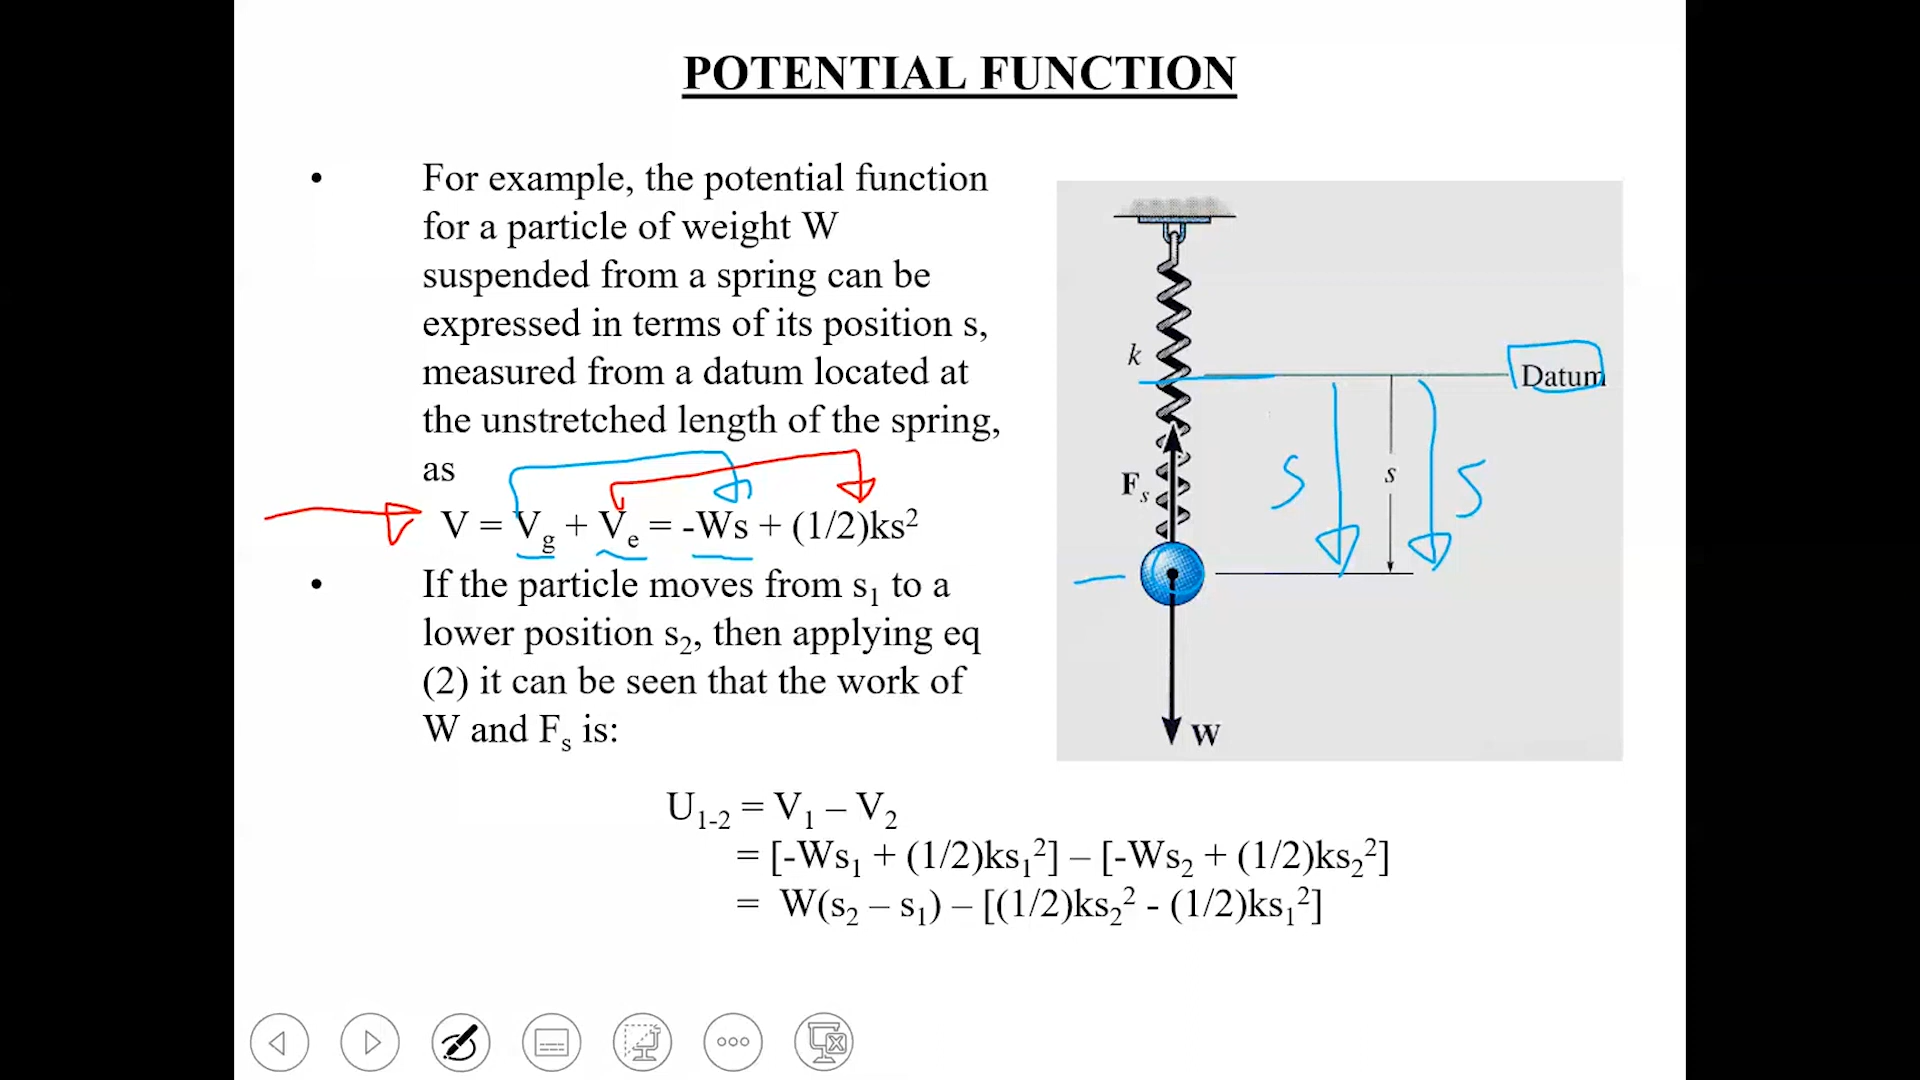 POTENTIAL FUNCTION
• For example, the potential function
for a particle of weight W
suspended from a spring can be
expressed in terms of its position s,
measured from a datum located at
the unstretched length of the spring,
as
V = V_g + V_e = -Ws + (1/2)ks²
• If the particle moves from s₁ to a
lower position s₂, then applying eq
(2) it can be seen that the work of
W and F_s is:
U₁₋₂ = V₁ – V₂
= [-Ws₁ + (1/2)ks₁²] – [-Ws₂ + (1/2)ks₂²]
= W(s₂ – s₁) – [(1/2)ks₂² - (1/2)ks₁²]
k
Datum
F_s
S
s
S
W